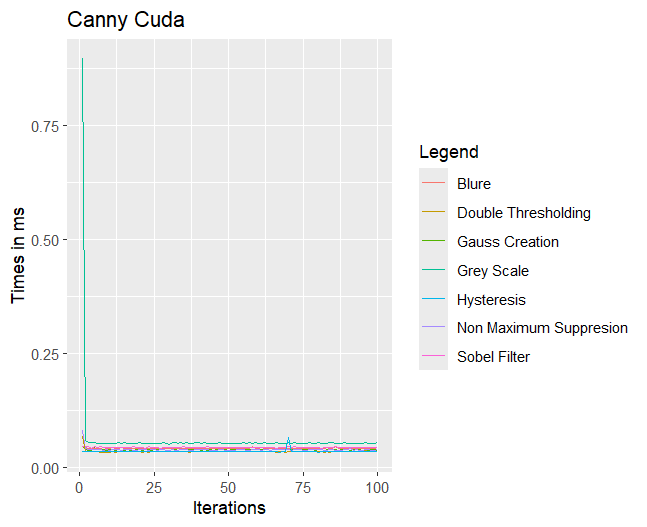 Canny Cuda
Times in ms
0.75
0.50
0.25
0.00
0
25
50
75
100
Iterations
Legend
Blure
Double Thresholding
Gauss Creation
Grey Scale
Hysteresis
Non Maximum Suppresion
Sobel Filter